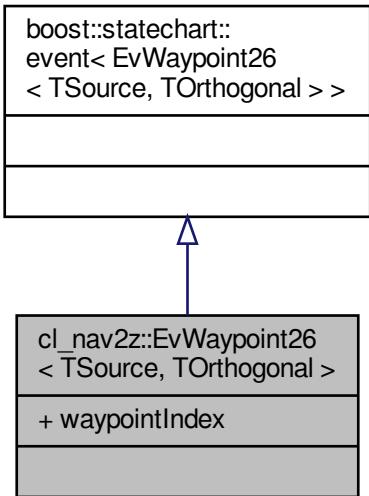 boost::statechart::
event< EvWaypoint26
< TSource, TOrthogonal > >
cl_nav2z::EvWaypoint26
< TSource, TOrthogonal >
+ waypointIndex